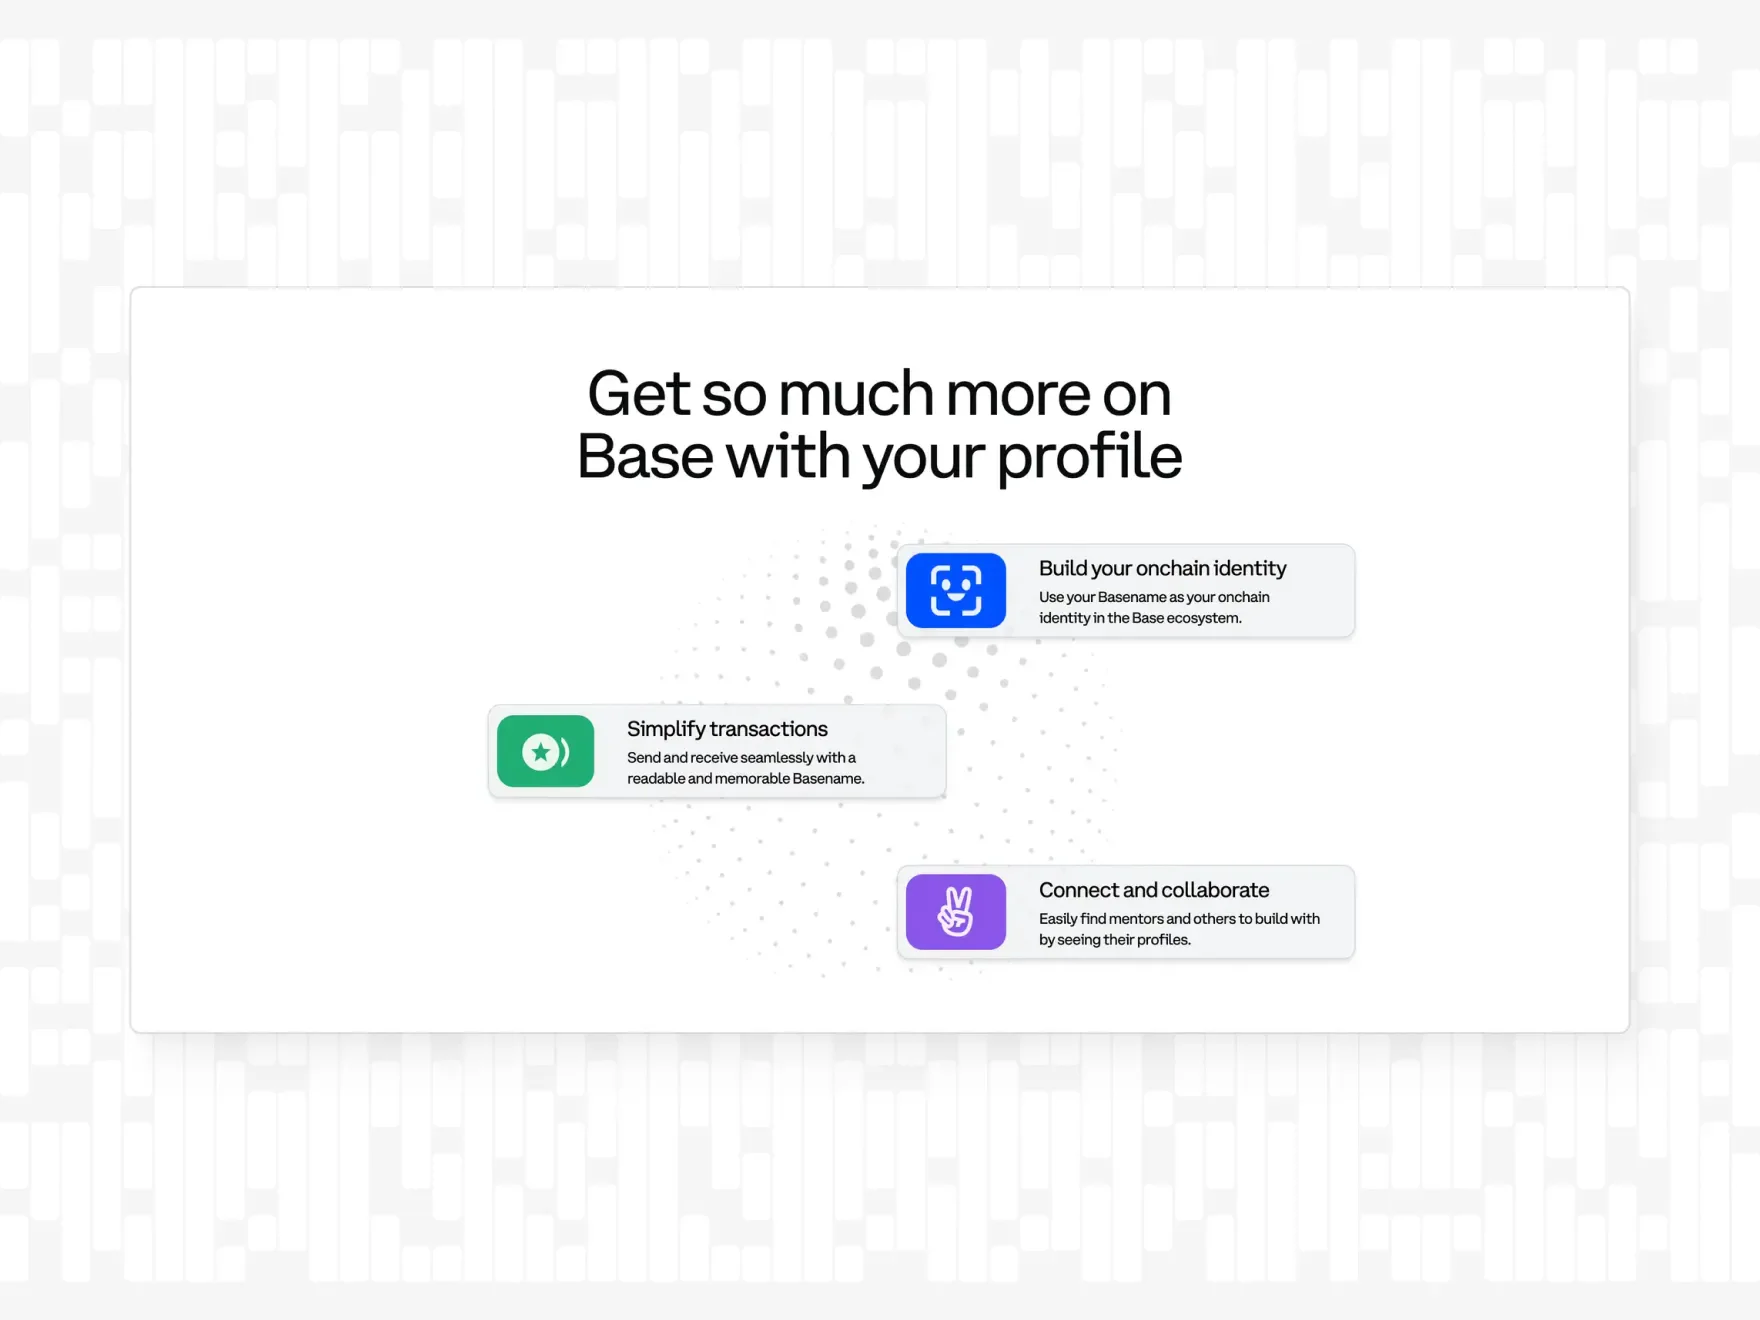 Get so much more on
Base with your profile
Build your onchain identity
Use your Basename as your onchain
identity in the Base ecosystem.
Simplify transactions
Send and receive seamlessly with a
readable and memorable Basename.
Connect and collaborate
Easily find mentors and others to build with
by seeing their profiles.